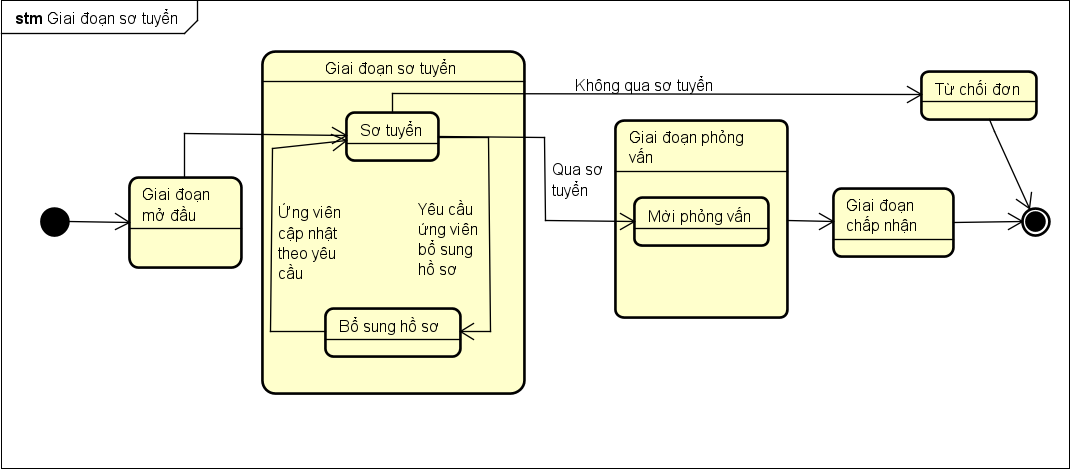 stm Giai đoạn sơ tuyển
Giai đoạn sơ tuyển
Không qua sơ tuyển
Từ chối đơn
Sơ tuyển
Giai đoạn phỏng
vấn
Qua sơ
tuyển
Giai đoạn
mở đầu
Mời phỏng vấn
Giai đoạn
chấp nhận
Ứng viên
cập nhật
theo yêu
cầu
Yêu cầu
ứng viên
bổ sung
hồ sơ
Bổ sung hồ sơ